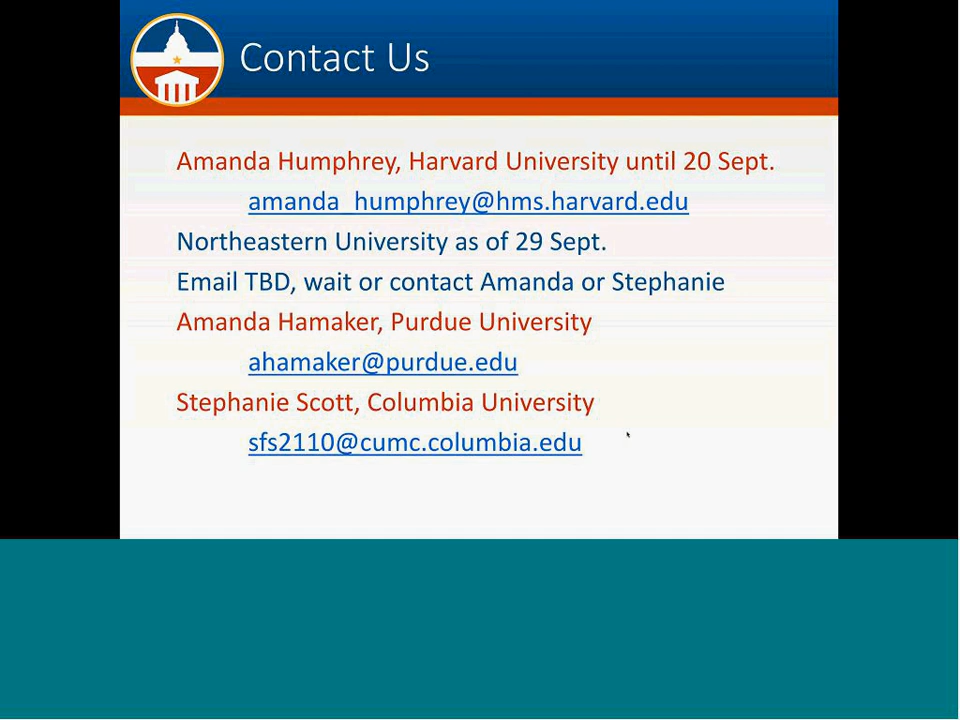 Contact Us
Amanda Humphrey, Harvard University until 20 Sept.
amanda_humphrey@hms.harvard.edu
Northeastern University as of 29 Sept.
Email TBD, wait or contact Amanda or Stephanie
Amanda Hamaker, Purdue University
ahamaker@purdue.edu
Stephanie Scott, Columbia University
sfs2110@cumc.columbia.edu